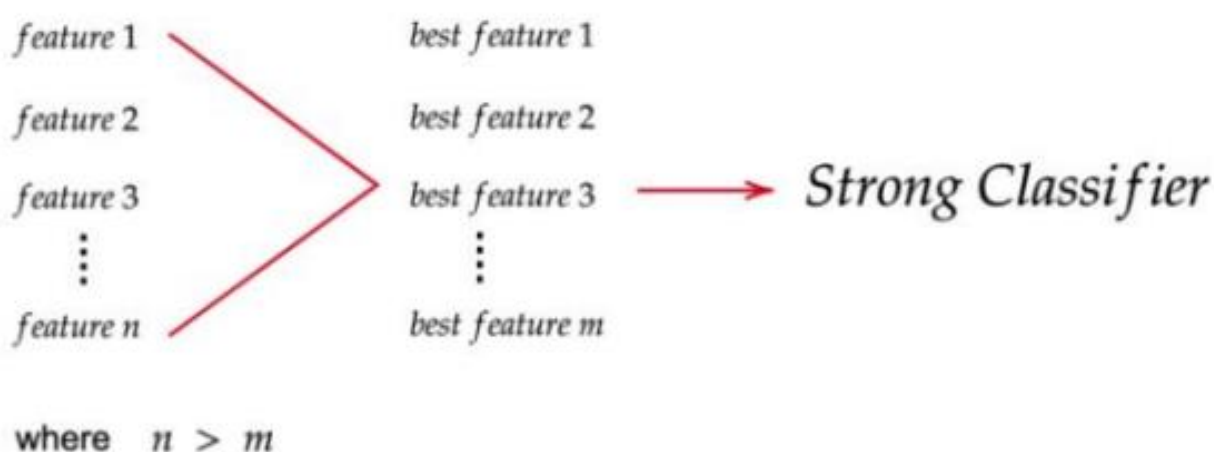 feature 1
feature 2
feature 3
feature n
best feature 1
best feature 2
best feature 3
best feature m
Strong Classifier
where n > m